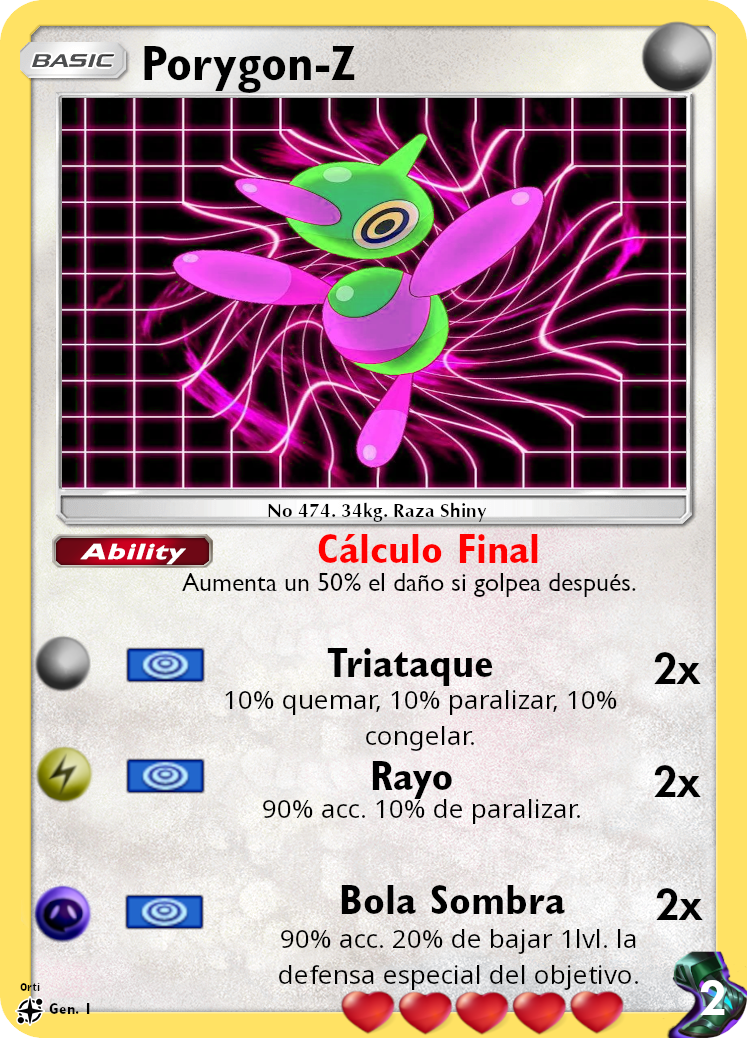 BASIC Porygon-Z
No 474. 34kg. Raza Shiny
Ability Cálculo Final
Aumenta un 50% el daño si golpea después.
Triataque 2x
10% quemar, 10% paralizar, 10%
congelar.
Rayo 2x
90% acc. 10% de paralizar.
Bola Sombra 2x
90% acc. 20% de bajar 1lvl. la
defensa especial del objetivo.
Orti
Gen. I
2